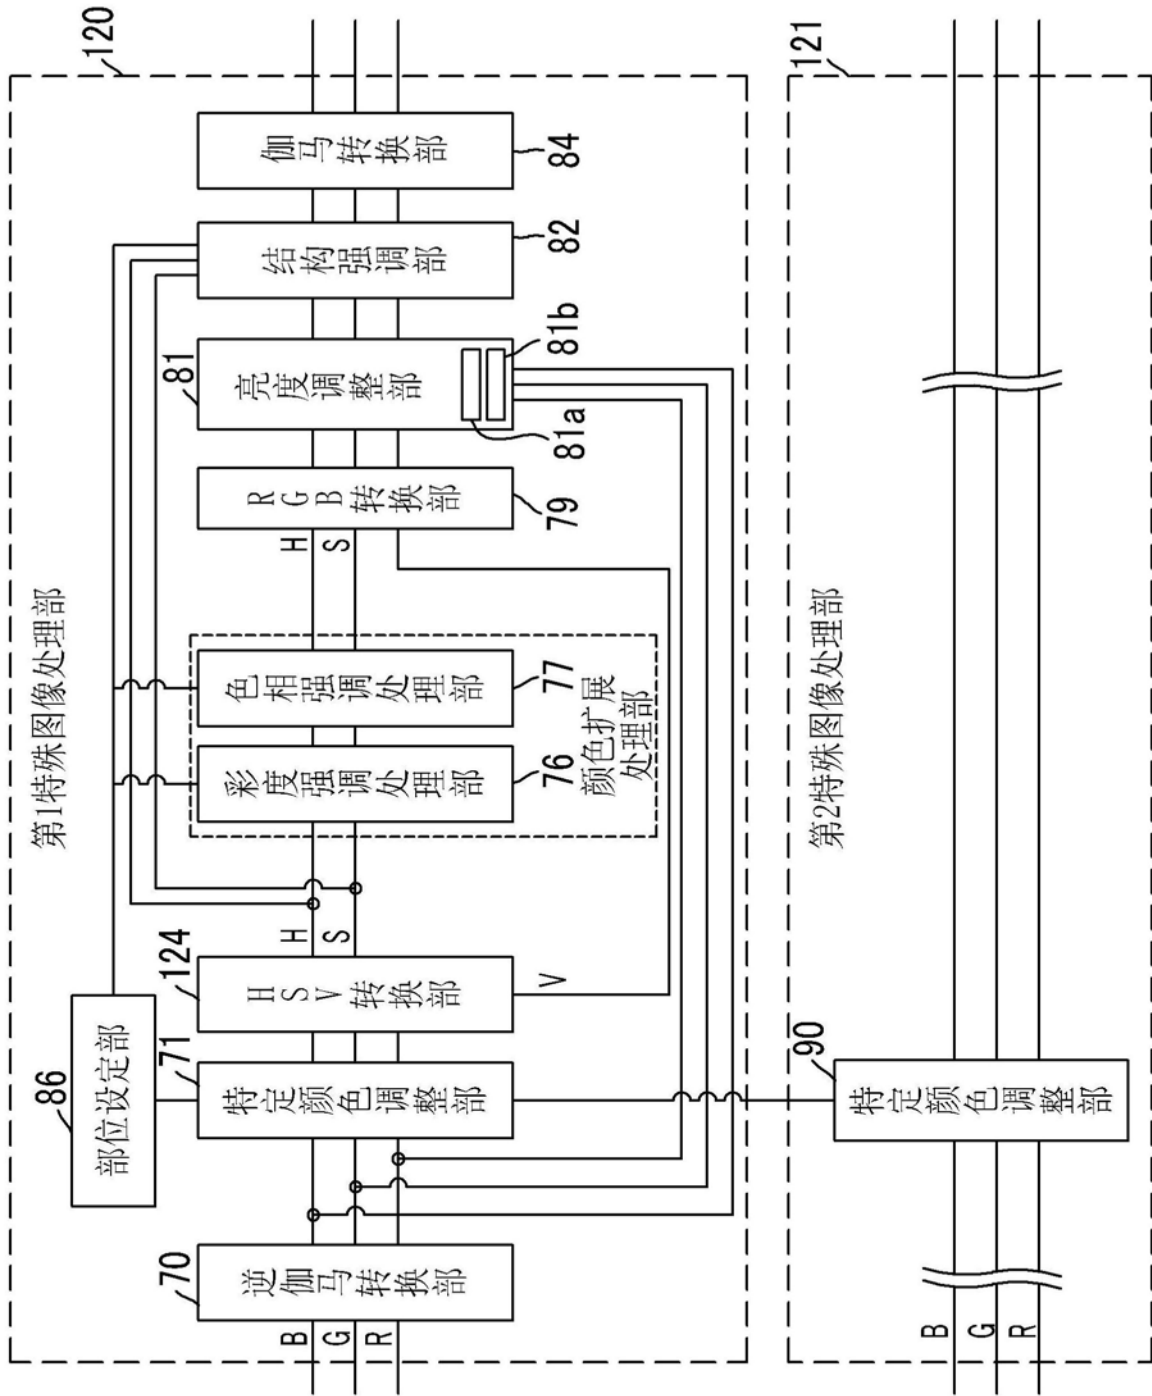 120
第1特殊图像处理部
86
部位设定部
70
逆伽马转换部
B
G
R
71
特定颜色调整部
124
HSV转换部
H
S
V
彩度强调处理部
76
色相强调处理部
77
颜色扩展
处理部
H
S
RGB转换部
79
81
亮度调整部
81a
81b
结构强调部
82
伽马转换部
84
121
第2特殊图像处理部
B
G
R
90
特定颜色调整部